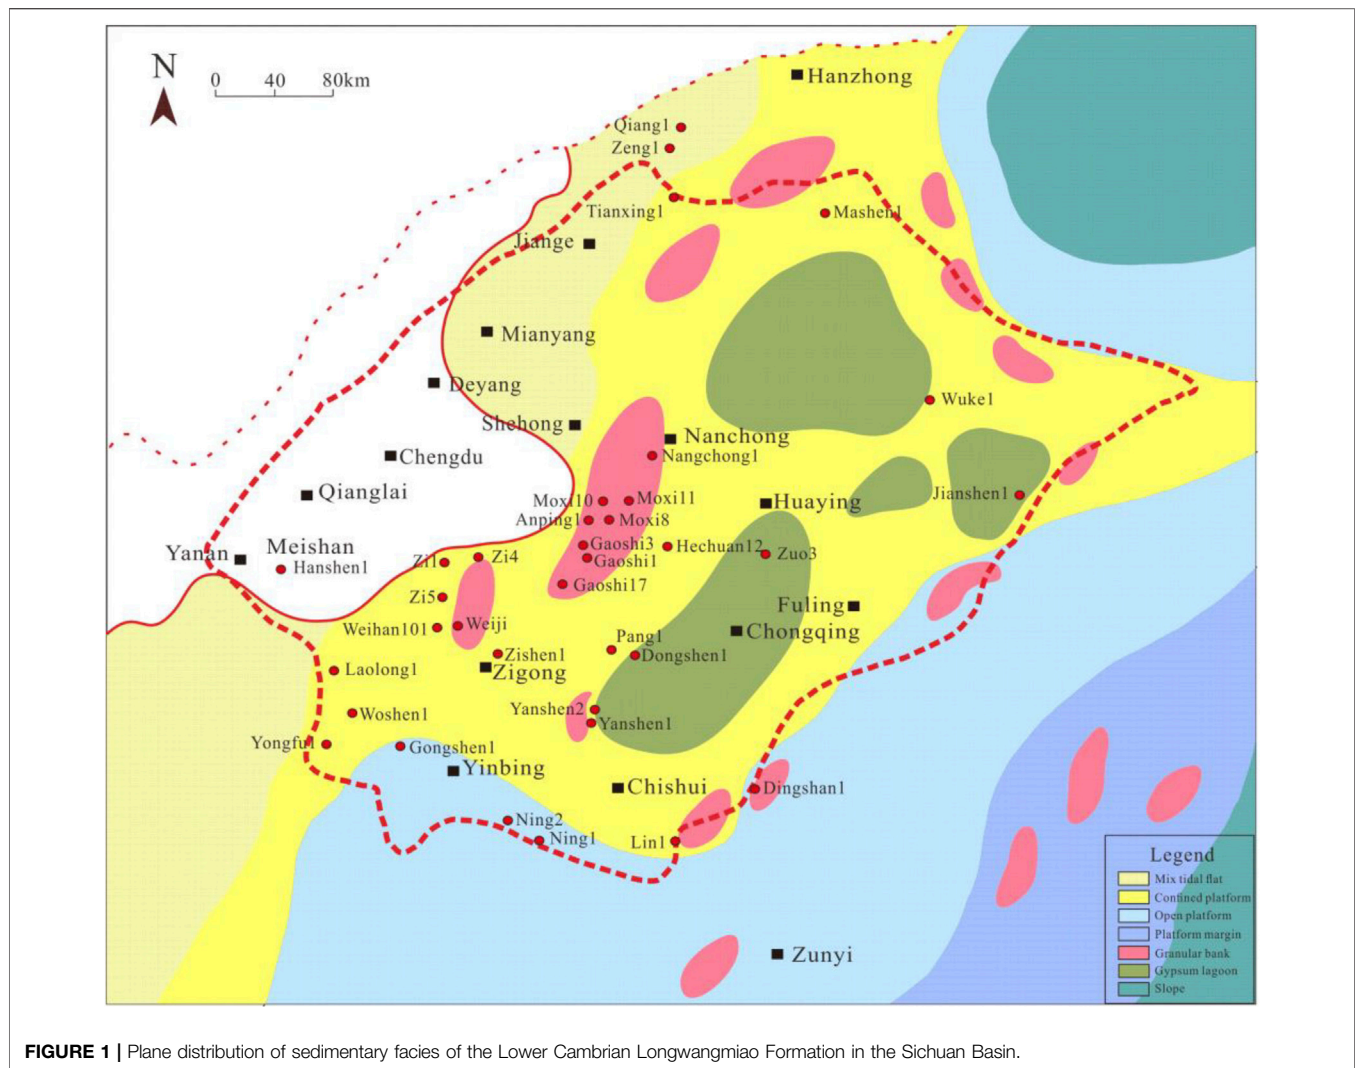 N
0 40 80km
Hanzhong
Qiang1
Zeng1
Tianxing1
Mashen1
Jiange
Mianyang
Deyang
Wuke1
Shehong
Nanchong
Chengdu
Nangchong1
Qianglai
Jianshen1
Moxi10
Moxi11
Huaying
Anping1
Moxi8
Yanan
Meishan
Gaoshi3
Hechuan12
Zuo3
Hanshen1
Zi1
Zi4
Gaoshi1
Gaoshi17
Zi5
Fuling
Weihan101
Weiji
Chongqing
Pang1
Zishen1
Dongshen1
Laolong1
Zigong
Yanshen2
Woshen1
Yanshen1
Yongfu1
Gongshen1
Yinbing
Chishui
Dingshan1
Ning2
Ning1
Lin1
Zunyi
Legend
Mix tidal flat
Confined platform
Open platform
Platform margin
Granular bank
Gypsum lagoon
Slope
FIGURE 1 | Plane distribution of sedimentary facies of the Lower Cambrian Longwangmiao Formation in the Sichuan Basin.